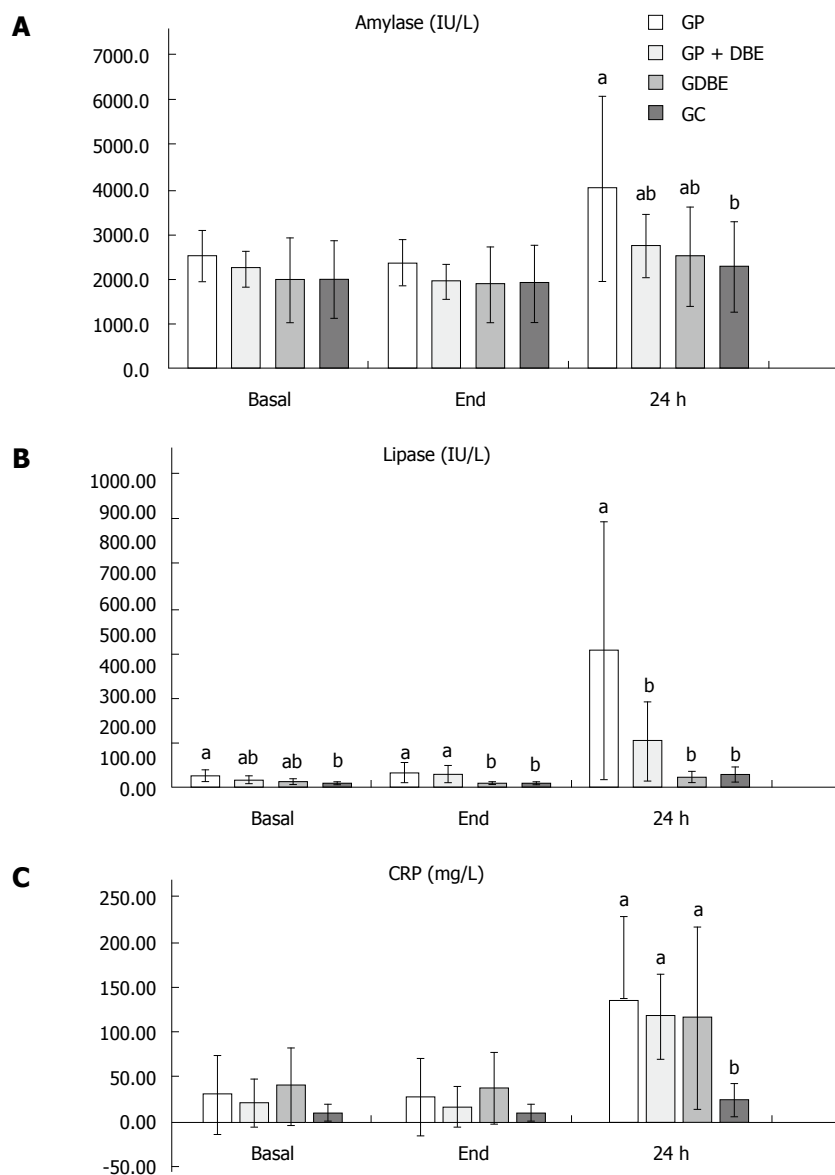 A
Amylase (IU/L)
GP
GP + DBE
GDBE
GC
7000.0
6000.0
5000.0
4000.0
3000.0
2000.0
1000.0
0.0
a
ab
ab
b
Basal
End
24 h
B
Lipase (IU/L)
1000.00
900.00
800.00
700.00
600.00
500.00
400.00
300.00
200.00
100.00
0.00
a
ab
ab
b
a
a
b
b
a
b
b
b
Basal
End
24 h
C
CRP (mg/L)
250.00
200.00
150.00
100.00
50.00
0.00
-50.00
a
a
a
b
Basal
End
24 h